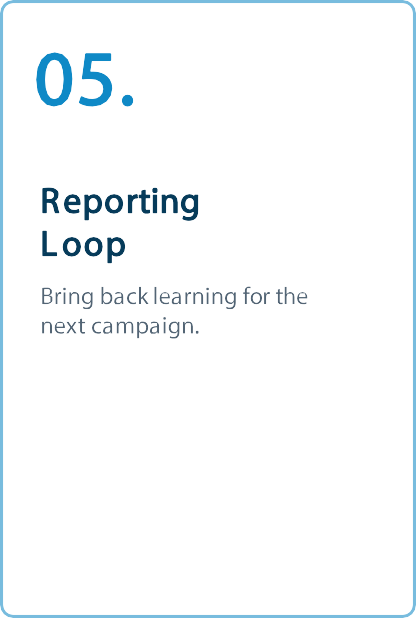 05.
Reporting
Loop
Bring back learning for the
next campaign.